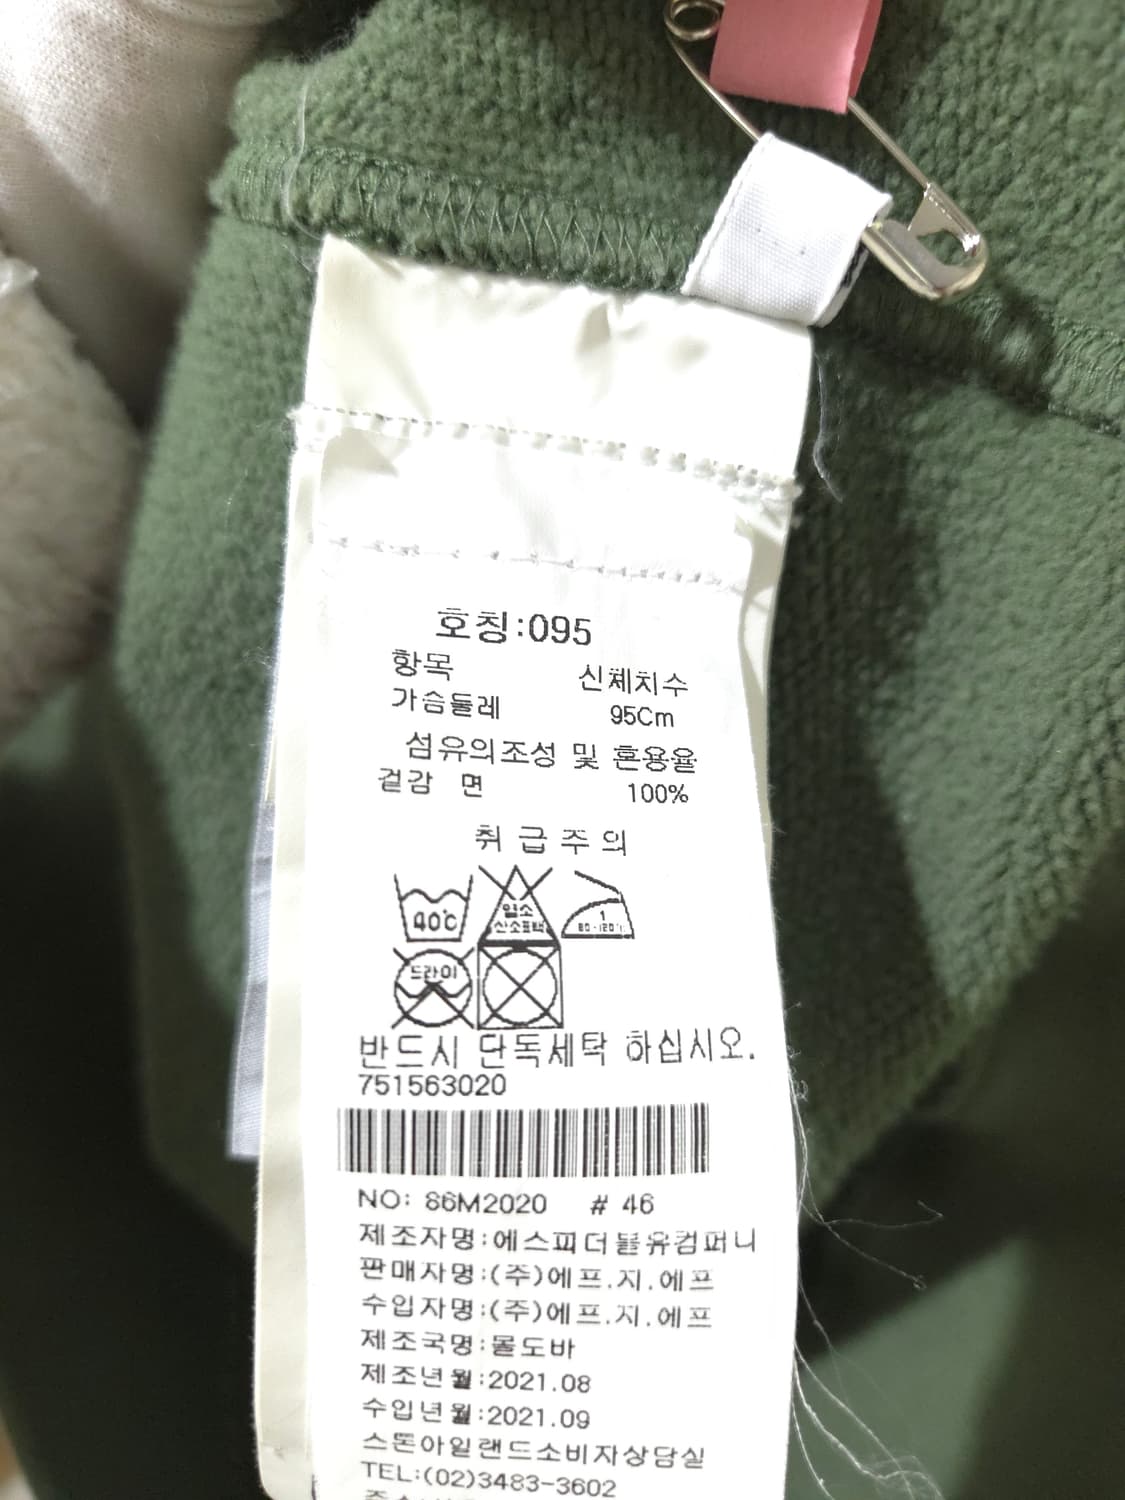 호칭:095
항목 신체치수
가슴둘레 95Cm
섬유의조성 및 혼용율
겉감 면 100%
취급주의
40℃ 염소 산소표백 1 80-120℃
드라이
반드시 단독세탁 하십시오.
751563020
NO: 86M2020 # 46
제조자명:에스피더블유컴퍼니
판매자명:(주)에프.지.에프
수입자명:(주)에프.지.에프
제조국명:몰도바
제조년월:2021.08
수입년월:2021.09
스톤아일랜드소비자상담실
TEL:(02)3483-3602